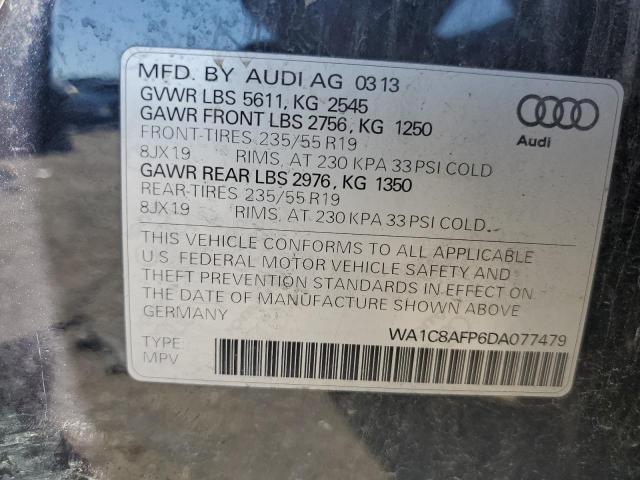 MFD. BY AUDI AG 03 13
GVWR LBS 5611, KG 2545
GAWR FRONT LBS 2756, KG 1250
FRONT-TIRES 235/55 R19
8JX19 RIMS, AT 230 KPA 33 PSI COLD
GAWR REAR LBS 2976, KG 1350
REAR-TIRES 235/55 R19
8JX19 RIMS, AT 230 KPA 33 PSI COLD.
Audi
THIS VEHICLE CONFORMS TO ALL APPLICABLE
U.S. FEDERAL MOTOR VEHICLE SAFETY AND
THEFT PREVENTION STANDARDS IN EFFECT ON
THE DATE OF MANUFACTURE SHOWN ABOVE
GERMANY
WA1C8AFP6DA077479
TYPE:
MPV